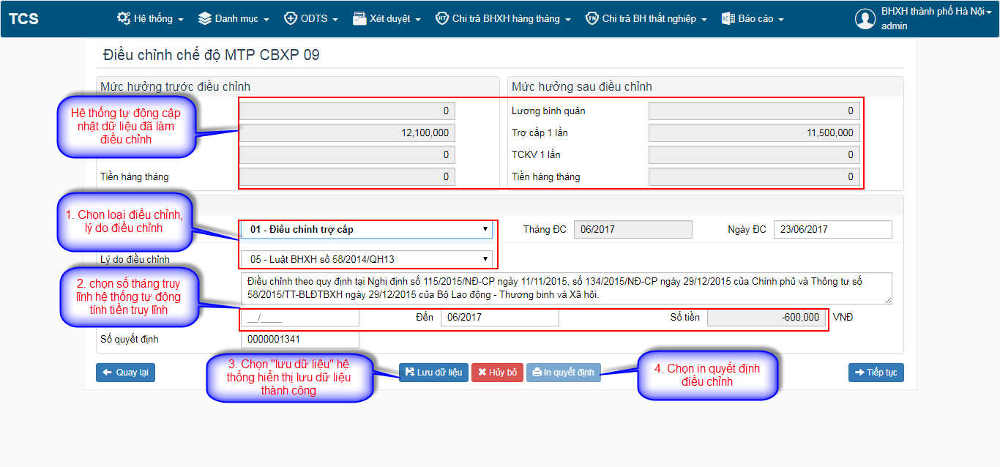 TCS
Hệ thống
Danh mục
ODTS
Xét duyệt
Chi trả BHXH hàng tháng
Chi trả BH thất nghiệp
Báo cáo
BHXH thành phố Hà Nội
admin
Điều chỉnh chế độ MTP CBXP 09
Mức hưởng trước điều chỉnh
Mức hưởng sau điều chỉnh
Hệ thống tự động cập
nhật dữ liệu đã làm
điều chỉnh
0
Lương bình quân
0
12,100,000
Trợ cấp 1 lần
11,500,000
0
TCKV 1 lần
0
Tiền hàng tháng
0
Tiền hàng tháng
0
1. Chọn loại điều chỉnh,
lý do điều chỉnh
01 - Điều chỉnh trợ cấp
Tháng ĐC
06/2017
Ngày ĐC
23/06/2017
Lý do điều chỉnh
05 - Luật BHXH số 58/2014/QH13
2. chọn số tháng truy
lĩnh hệ thống tự động
tính tiền truy lĩnh
Điều chỉnh theo quy định tại Nghị định số 115/2015/NĐ-CP ngày 11/11/2015, số 134/2015/NĐ-CP ngày 29/12/2015 của Chính phủ và Thông tư số
58/2015/TT-BLĐTBXH ngày 29/12/2015 của Bộ Lao động - Thương binh và Xã hội.
__/____
Đến
06/2017
Số tiền
-600,000
VNĐ
Số quyết định
0000001341
Quay lại
3. Chọn "lưu dữ liệu" hệ
thống hiển thị lưu dữ liệu
thành công
Lưu dữ liệu
Hủy bỏ
In quyết định
4. Chọn in quyết định
điều chỉnh
Tiếp tục